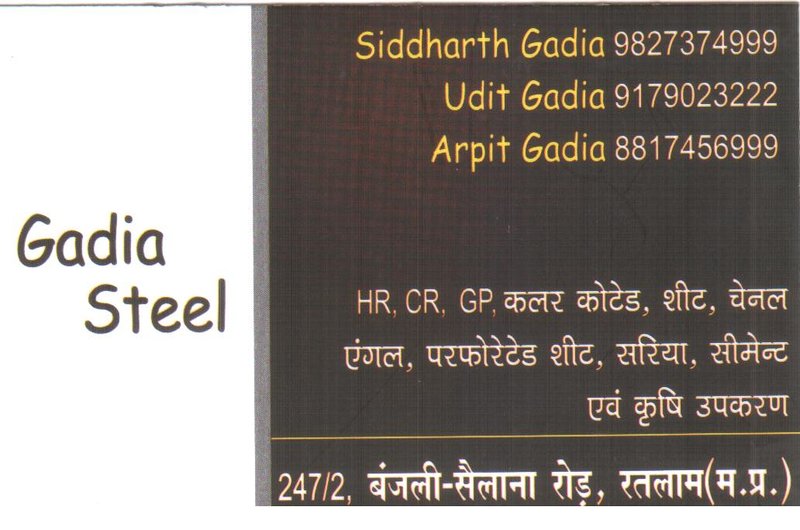 Gadia
Steel
Siddharth Gadia 9827374999
Udit Gadia 9179023222
Arpit Gadia 8817456999
HR, CR, GP, कलर कोटेड, शीट, चेनल
एंगल, परफोरेटेड शीट, सरिया, सीमेन्ट
एवं कृषि उपकरण
247/2, बंजली-सैलाना रोड़, रतलाम(म.प्र.)